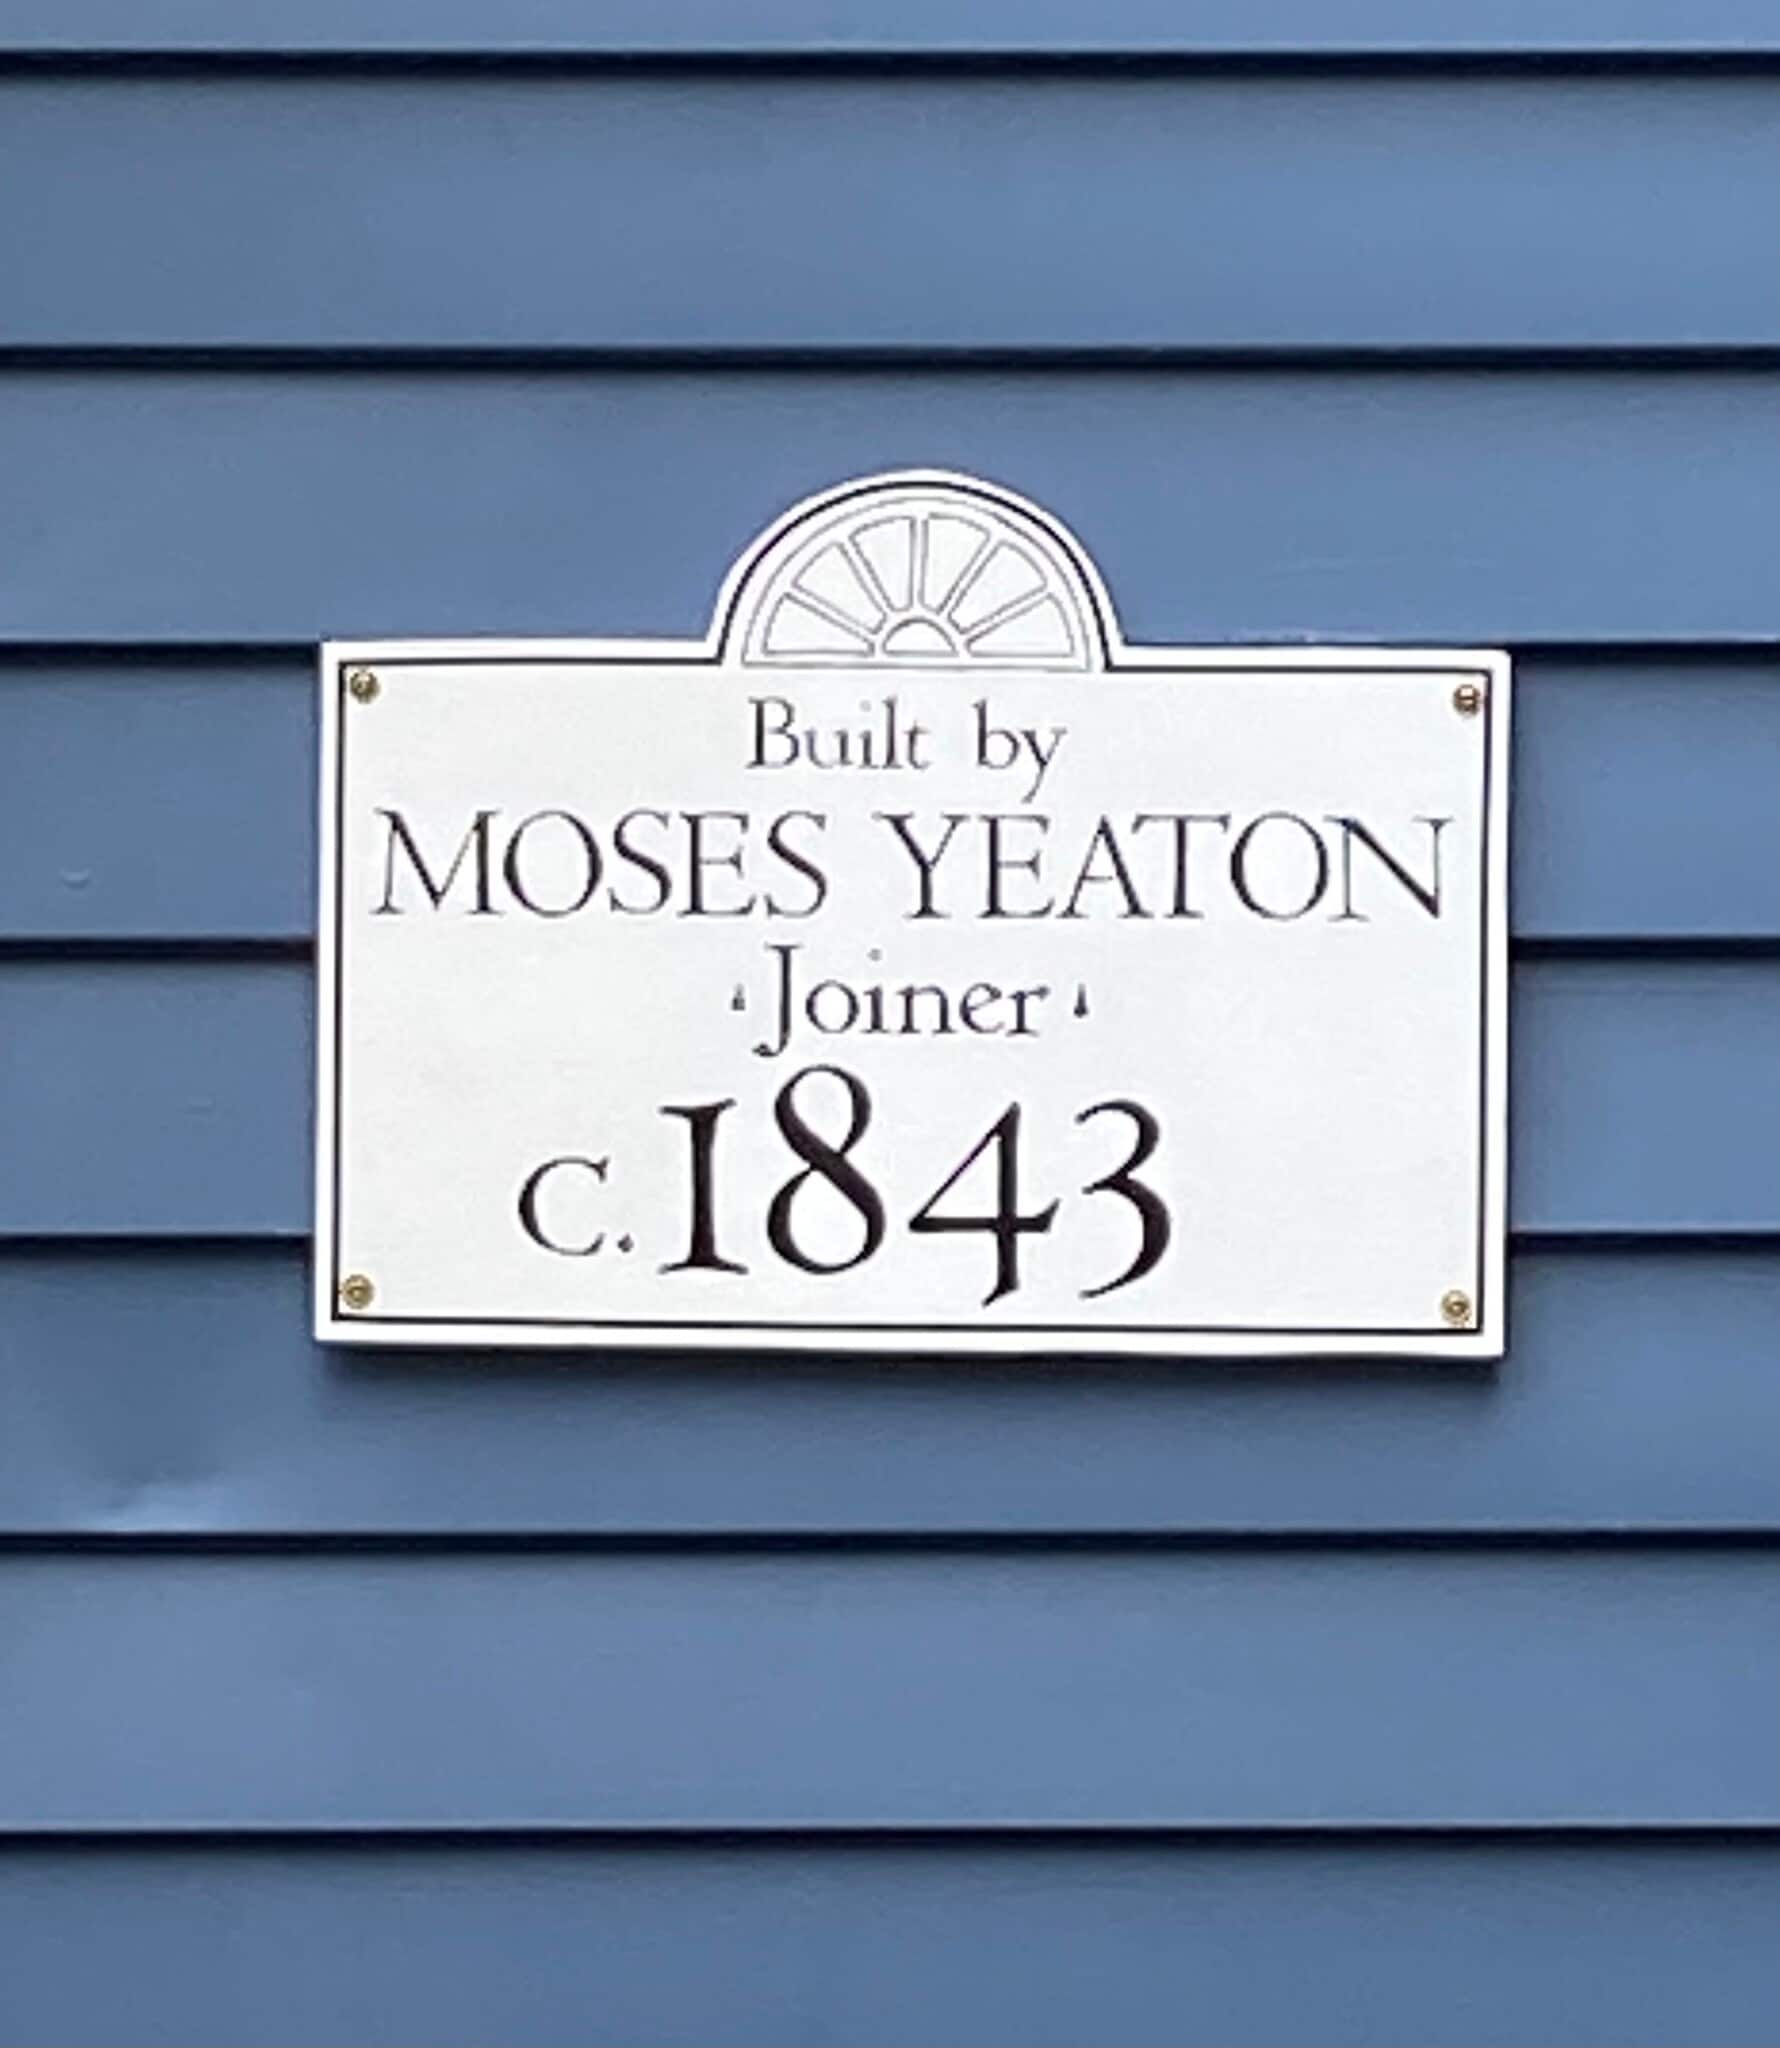 Built by
MOSES YEATON
· Joiner ·
c. 1843